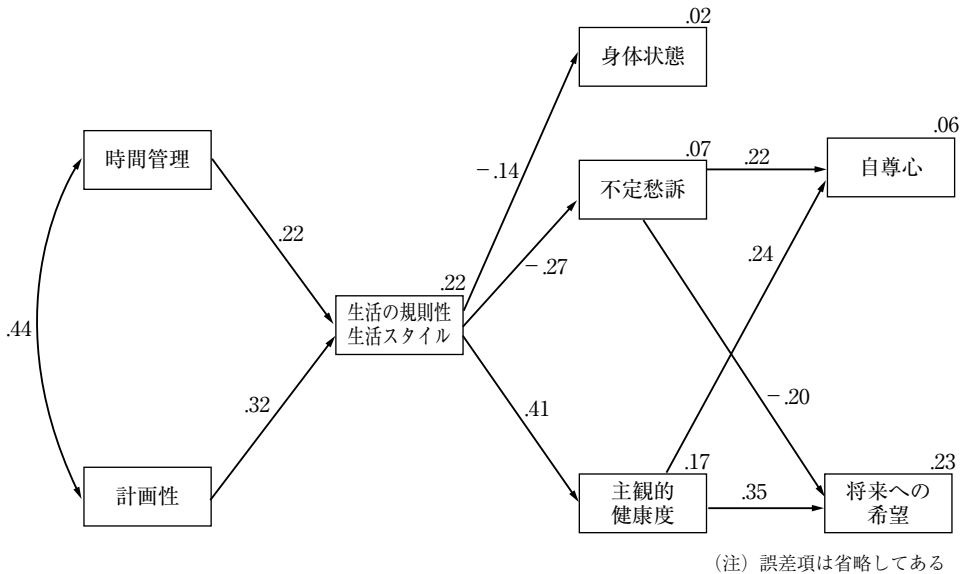 .02
身体状態
.06
時間管理
−.14
.07
.22
自尊心
不定愁訴
.22
−.27
.24
.22
生活の規則性
生活スタイル
.44
.32
.41
−.20
.17
.23
計画性
主観的
健康度
.35
将来への
希望
（注）誤差項は省略してある